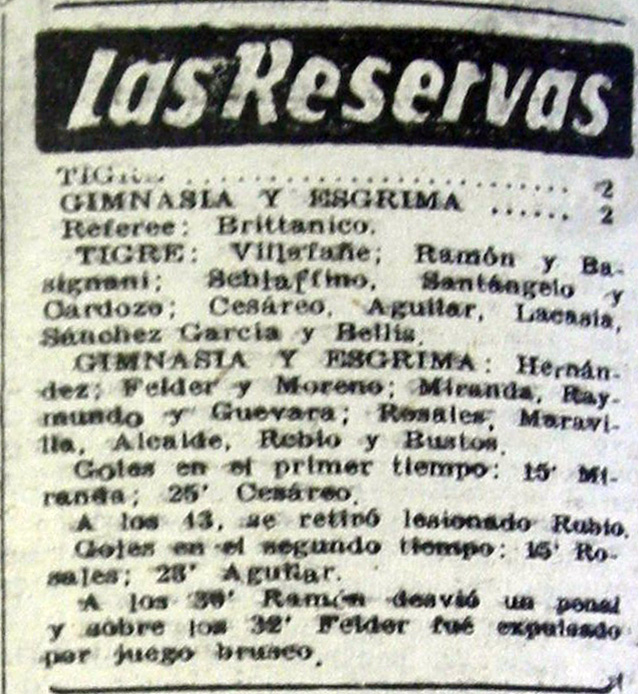 Las Reservas
TIGRE .......................... 2
GIMNASIA Y ESGRIMA ...... 2
Referee: Brittanico.
TIGRE: Villafañe; Ramón y Ba-
signani; Schiaffino, Santángelo y
Cardozo; Cesáreo, Aguilar, Lacasia,
Sánchez García y Bellis.
GIMNASIA Y ESGRIMA: Hernán-
dez; Felder y Moreno; Miranda, Ray-
mundo y Guevara; Rosales, Maravi-
lla, Alcaide, Robio y Bustos.
Goles en el primer tiempo: 15' Mi-
randa; 25' Cesáreo.
A los 43, se retiró lesionado Rubio.
Goles en el segundo tiempo: 15' Ro-
sales; 28' Aguilar.
A los 30' Ramón desvió un penal
y sobre los 32' Felder fué expulsado
por juego brusco.